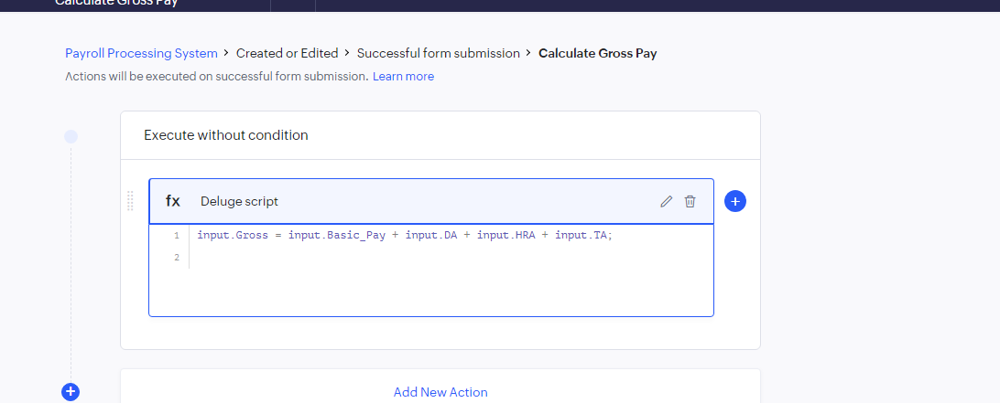 Calculate Gross Pay
Payroll Processing System > Created or Edited > Successful form submission > Calculate Gross Pay
Actions will be executed on successful form submission. Learn more
Execute without condition
fx Deluge script
1 input.Gross = input.Basic_Pay + input.DA + input.HRA + input.TA;
2
Add New Action